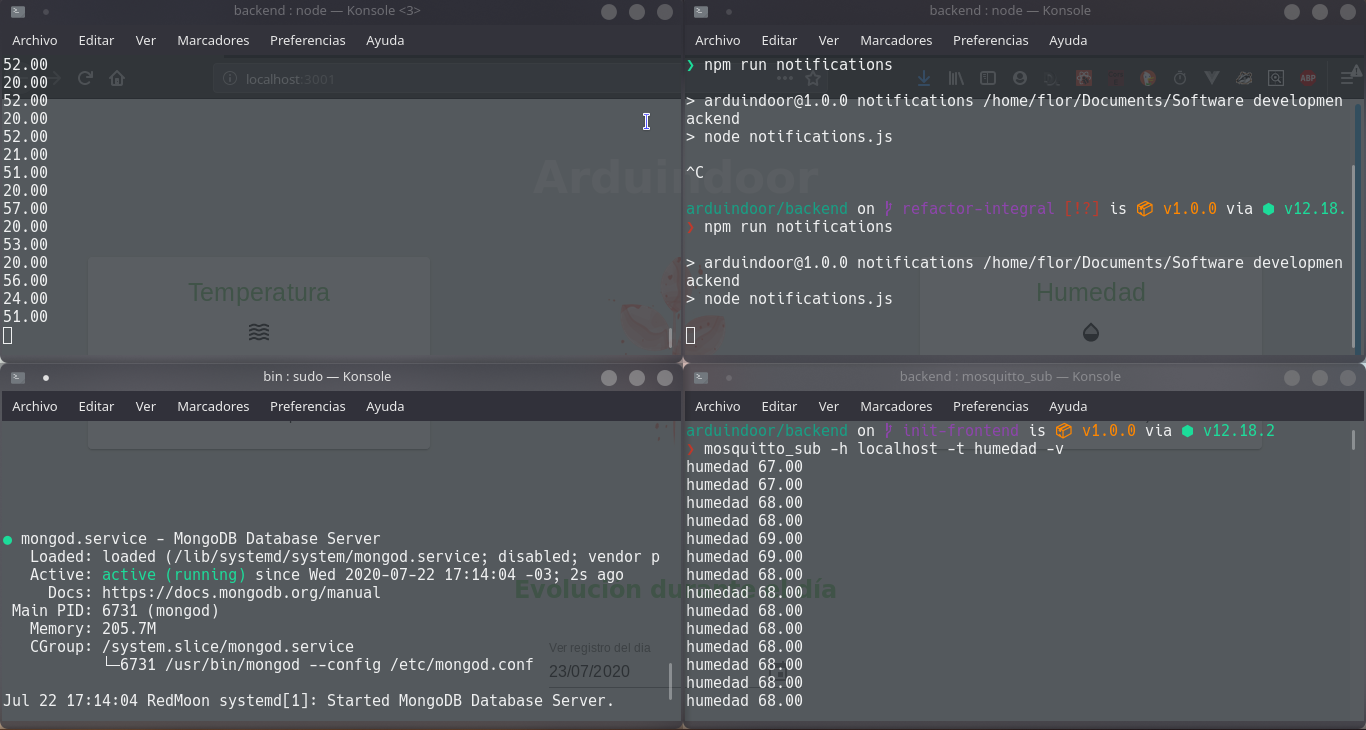 backend : node — Konsole <3>
Archivo Editar Ver Marcadores Preferencias Ayuda
localhost:3001
52.00
20.00
52.00
20.00
52.00
21.00
51.00
20.00
57.00
20.00
53.00
20.00
56.00
24.00
51.00
Arduindoor
Temperatura
backend : node — Konsole
Archivo Editar Ver Marcadores Preferencias Ayuda
ABP
❯ npm run notifications
> arduindoor@1.0.0 notifications /home/flor/Documents/Software developmen
ackend
> node notifications.js
^C
arduindoor/backend on refactor-integral [!?] is 📦 v1.0.0 via ⬢ v12.18.
❯ npm run notifications
> arduindoor@1.0.0 notifications /home/flor/Documents/Software developmen
ackend
> node notifications.js
Humedad
bin : sudo — Konsole
Archivo Editar Ver Marcadores Preferencias Ayuda
● mongod.service - MongoDB Database Server
Loaded: loaded (/lib/systemd/system/mongod.service; disabled; vendor p
Active: active (running) since Wed 2020-07-22 17:14:04 -03; 2s ago
Docs: https://docs.mongodb.org/manual
Main PID: 6731 (mongod)
Memory: 205.7M
CGroup: /system.slice/mongod.service
└─6731 /usr/bin/mongod --config /etc/mongod.conf
Jul 22 17:14:04 RedMoon systemd[1]: Started MongoDB Database Server.
Evolución durante el día
Ver registro del día
23/07/2020
backend : mosquitto_sub — Konsole
Archivo Editar Ver Marcadores Preferencias Ayuda
arduindoor/backend on init-frontend is 📦 v1.0.0 via ⬢ v12.18.2
❯ mosquitto_sub -h localhost -t humedad -v
humedad 67.00
humedad 67.00
humedad 68.00
humedad 68.00
humedad 69.00
humedad 69.00
humedad 68.00
humedad 68.00
humedad 68.00
humedad 68.00
humedad 68.00
humedad 68.00
humedad 68.00
humedad 68.00